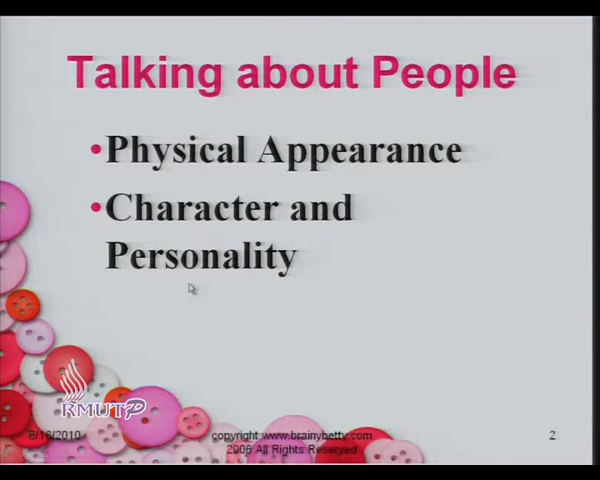 Talking about People
•Physical Appearance
•Character and
Personality
RMUTP
8/16/2010
copyright www.brainybetty.com
2006 All Rights Reserved
2